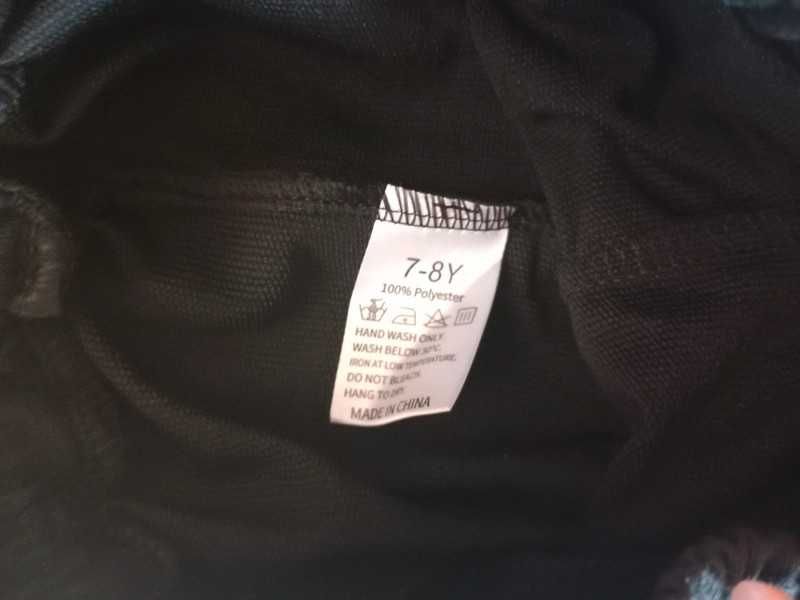 7-8Y
100% Polyester
HAND WASH ONLY
WASH BELOW 30°C,
IRON AT LOW TEMPERATURE,
DO NOT BLEACH,
HANG TO DRY
MADE IN CHINA